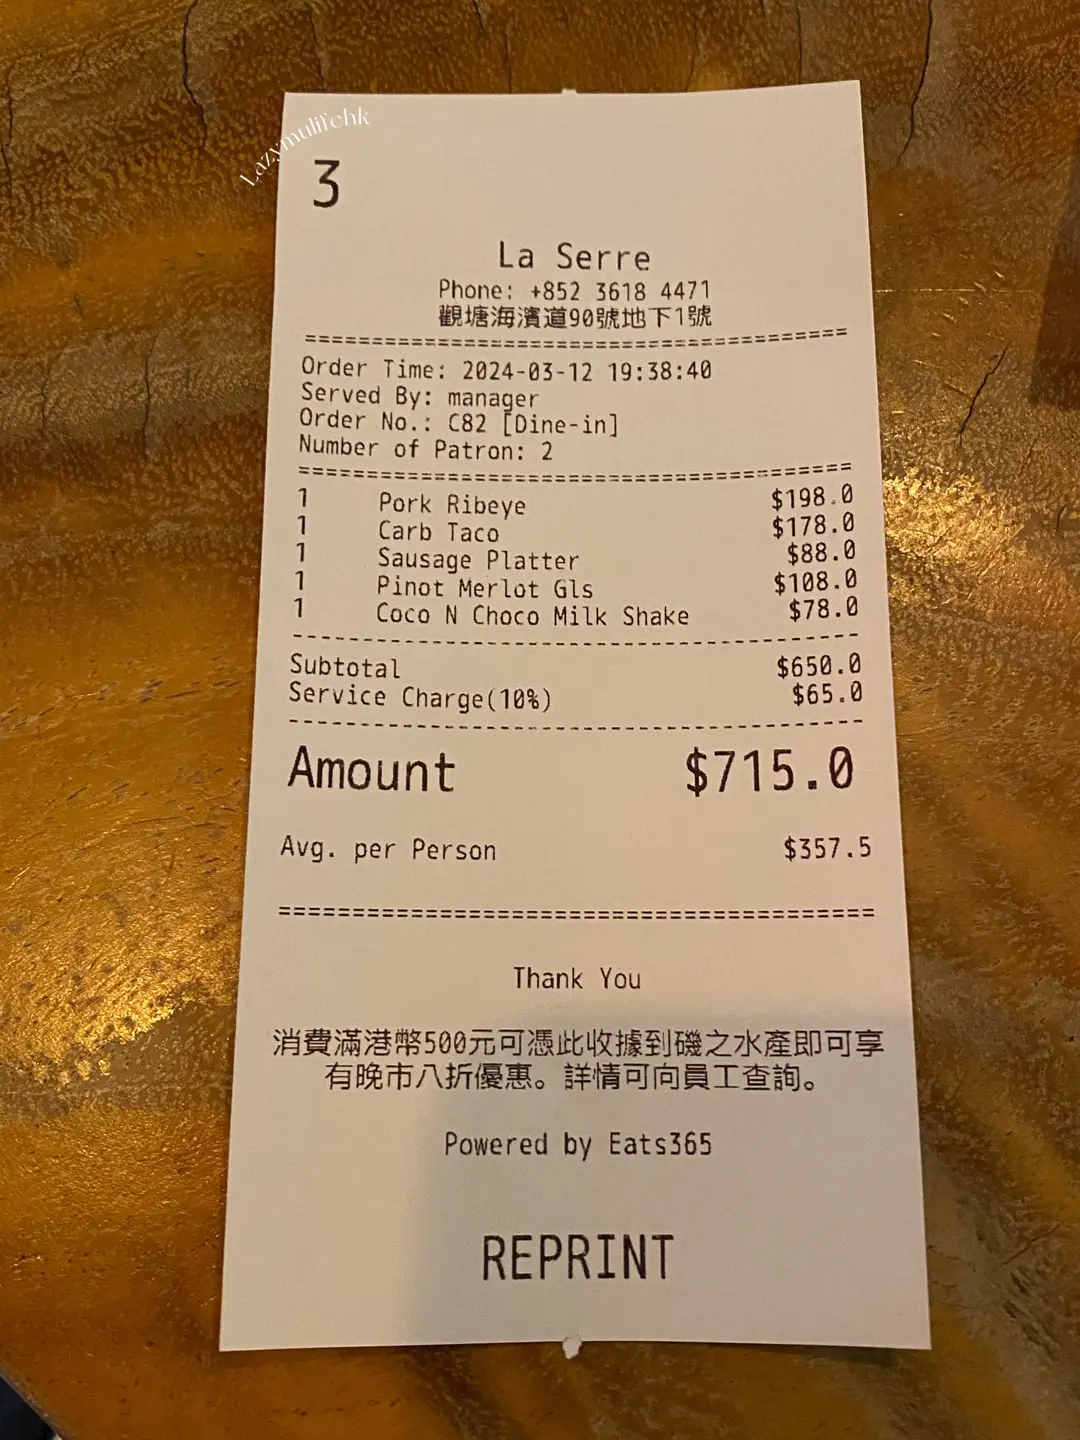 Lazymulifehk
3
La Serre
Phone: +852 3618 4471
觀塘海濱道90號地下1號
=========================================
Order Time: 2024-03-12 19:38:40
Served By: manager
Order No.: C82 [Dine-in]
Number of Patron: 2
=========================================
1 Pork Ribeye $198.0
1 Carb Taco $178.0
1 Sausage Platter $88.0
1 Pinot Merlot Gls $108.0
1 Coco N Choco Milk Shake $78.0
-----------------------------------------
Subtotal $650.0
Service Charge(10%) $65.0
-----------------------------------------
Amount $715.0
Avg. per Person $357.5
=========================================
Thank You
消費滿港幣500元可憑此收據到磯之水產即可享
有晚市八折優惠。詳情可向員工查詢。
Powered by Eats365
REPRINT